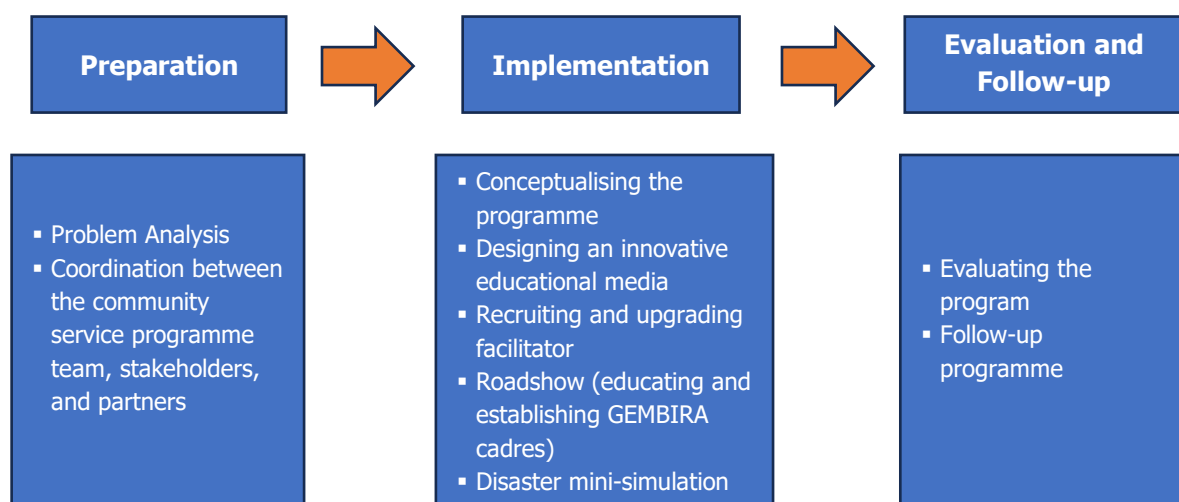 Preparation
Implementation
Evaluation and
Follow-up
▪ Problem Analysis
▪ Coordination between
the community
service programme
team, stakeholders,
and partners
▪ Conceptualising the
programme
▪ Designing an innovative
educational media
▪ Recruiting and upgrading
facilitator
▪ Roadshow (educating and
establishing GEMBIRA
cadres)
▪ Disaster mini-simulation
▪ Evaluating the
program
▪ Follow-up
programme